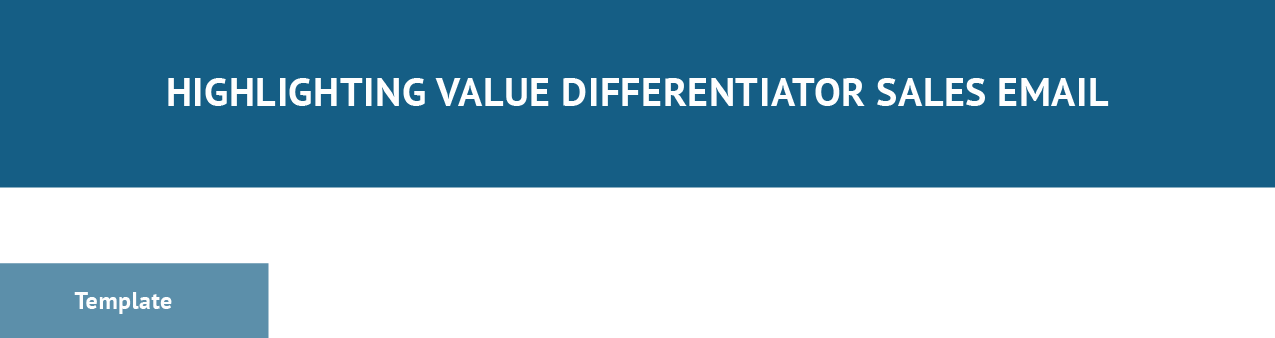 HIGHLIGHTING VALUE DIFFERENTIATOR SALES EMAIL
Template